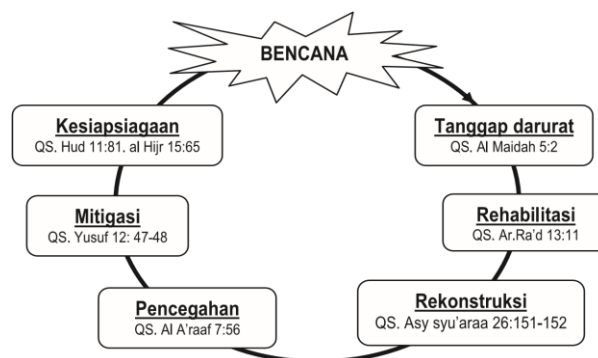 BENCANA
Tanggap darurat
QS. Al Maidah 5:2
Rehabilitasi
QS. Ar.Ra'd 13:11
Rekonstruksi
QS. Asy syu'araa 26:151-152
Pencegahan
QS. Al A'raaf 7:56
Mitigasi
QS. Yusuf 12: 47-48
Kesiapsiagaan
QS. Hud 11:81. al Hijr 15:65